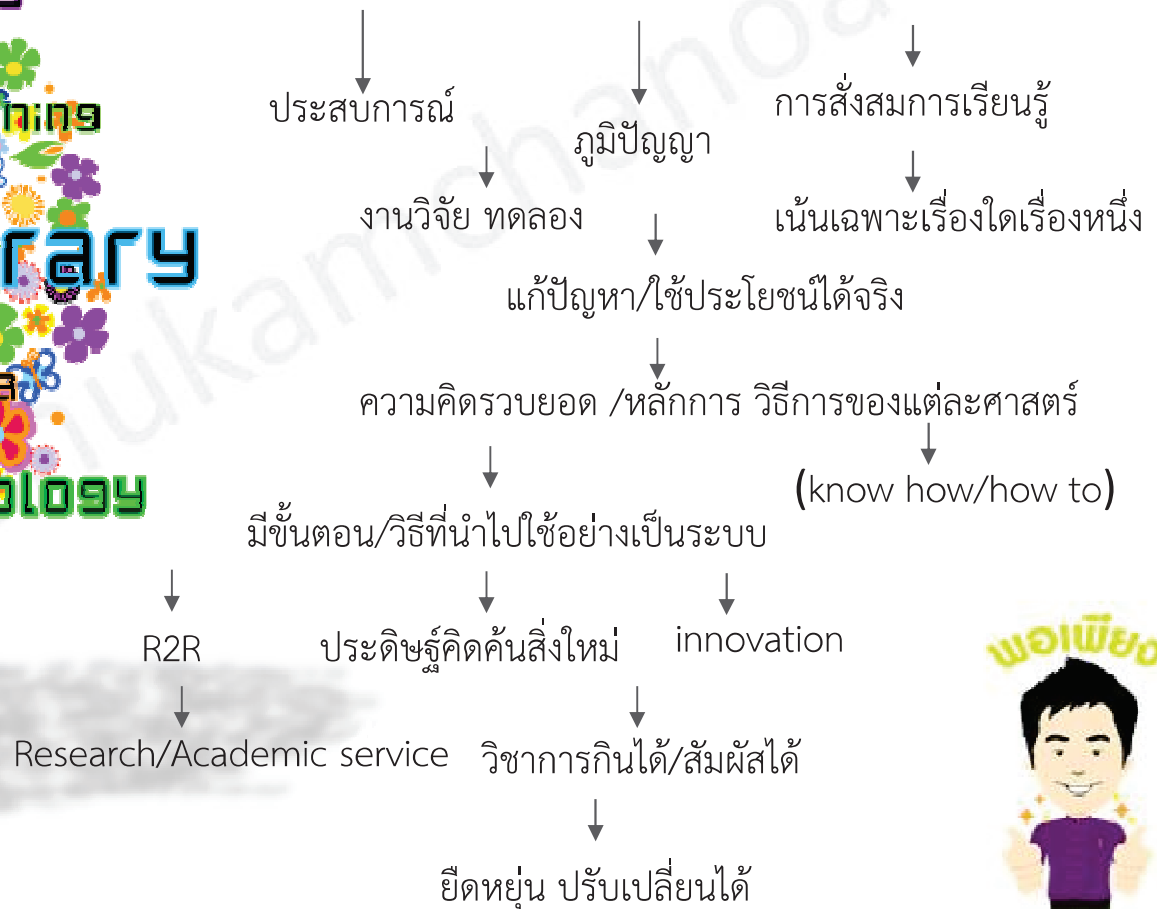 ประสบการณ์
ภูมิปัญญา
การสั่งสมการเรียนรู้
งานวิจัย ทดลอง
เน้นเฉพาะเรื่องใดเรื่องหนึ่ง
แก้ปัญหา/ใช้ประโยชน์ได้จริง
ความคิดรวบยอด /หลักการ วิธีการของแต่ละศาสตร์
(know how/how to)
มีขั้นตอน/วิธีที่นำไปใช้อย่างเป็นระบบ
R2R
ประดิษฐ์คิดค้นสิ่งใหม่
innovation
Research/Academic service
วิชาการกินได้/สัมผัสได้
ยืดหยุ่น ปรับเปลี่ยนได้
พอเพียง